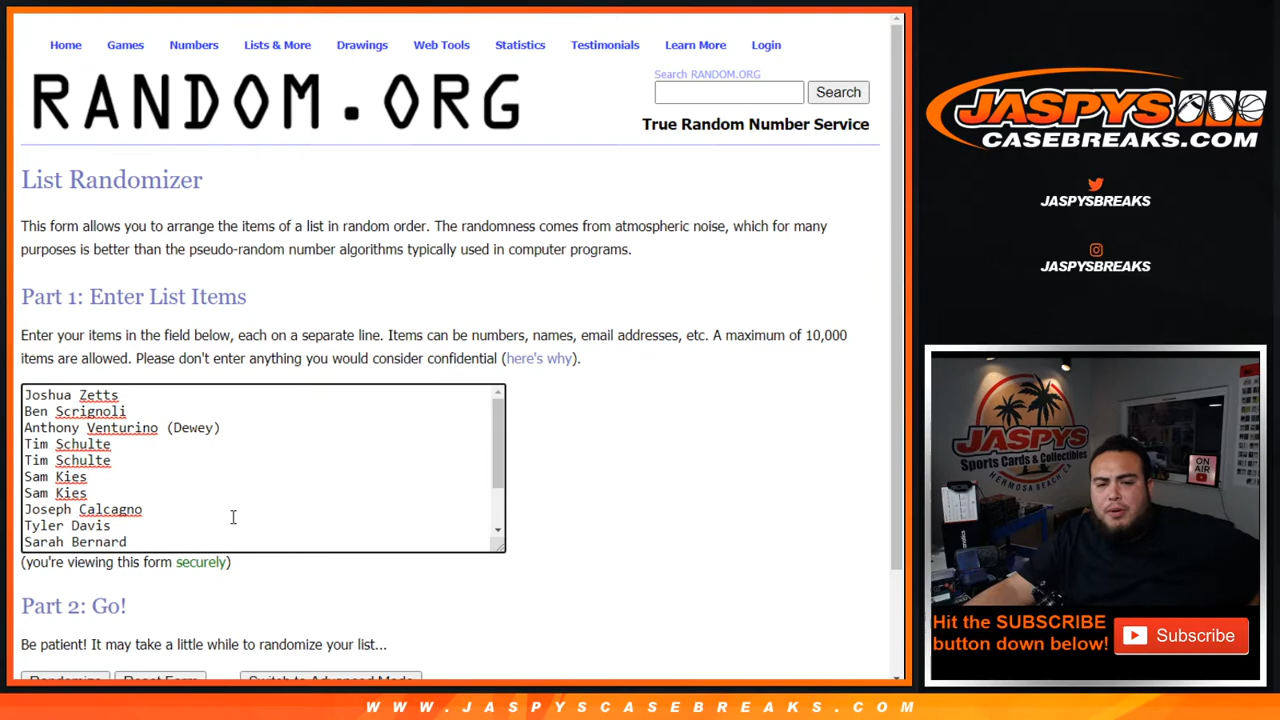 Home Games Numbers Lists & More Drawings Web Tools Statistics Testimonials Learn More Login
RANDOM.ORG
Search RANDOM.ORG
Search
True Random Number Service
List Randomizer
This form allows you to arrange the items of a list in random order. The randomness comes from atmospheric noise, which for many
purposes is better than the pseudo-random number algorithms typically used in computer programs.
Part 1: Enter List Items
Enter your items in the field below, each on a separate line. Items can be numbers, names, email addresses, etc. A maximum of 10,000
items are allowed. Please don't enter anything you would consider confidential (here's why).
Joshua Zetts
Ben Scrignoli
Anthony Venturino (Dewey)
Tim Schulte
Tim Schulte
Sam Kies
Sam Kies
Joseph Calcagno
Tyler Davis
Sarah Bernard
(you're viewing this form securely)
Part 2: Go!
Be patient! It may take a little while to randomize your list...
Randomize Reset Form Switch to Advanced Mode
JASPYS
CASEBREAKS.COM
JASPYSBREAKS
JASPYSBREAKS
JASPYS
Sports Cards & Collectibles
HERMOSA BEACH, CA
ON
AIR
Hit the SUBSCRIBE
button down below!
Subscribe
WWW.JASPYSCASEBREAKS.COM